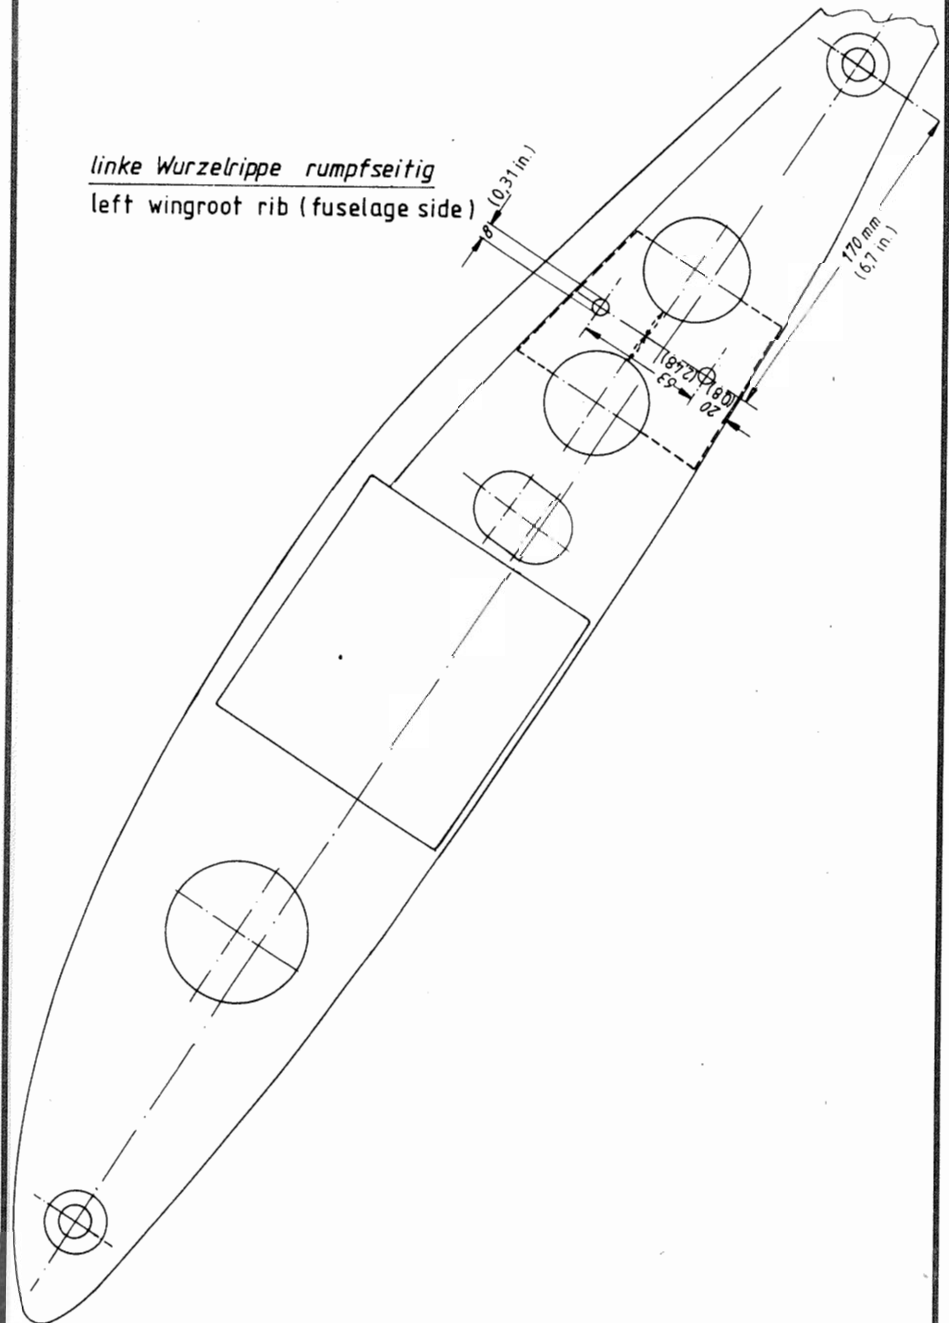 linke Wurzelrippe rumpfseitig
left wingroot rib (fuselage side)
(0,31 in.)
8
170 mm
(6,7 in.)
(2,48)
63
(0,8)
20